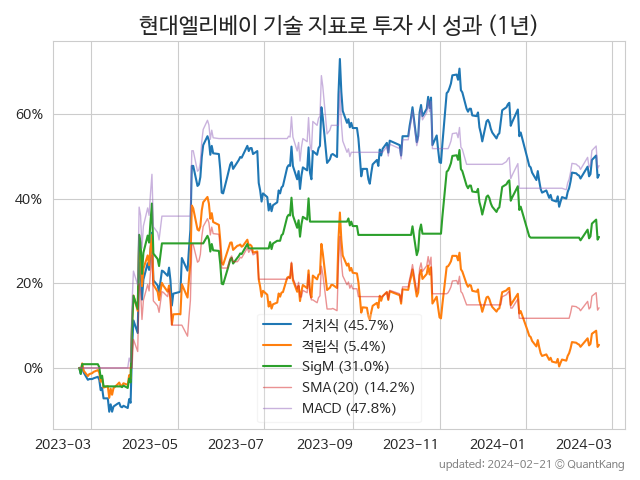 현대엘리베이 기술 지표로 투자 시 성과 (1년)
60%
40%
20%
0%
거치식 (45.7%)
적립식 (5.4%)
SigM (31.0%)
SMA(20) (14.2%)
MACD (47.8%)
2023-03 2023-05 2023-07 2023-09 2023-11 2024-01 2024-03
updated: 2024-02-21 © QuantKang